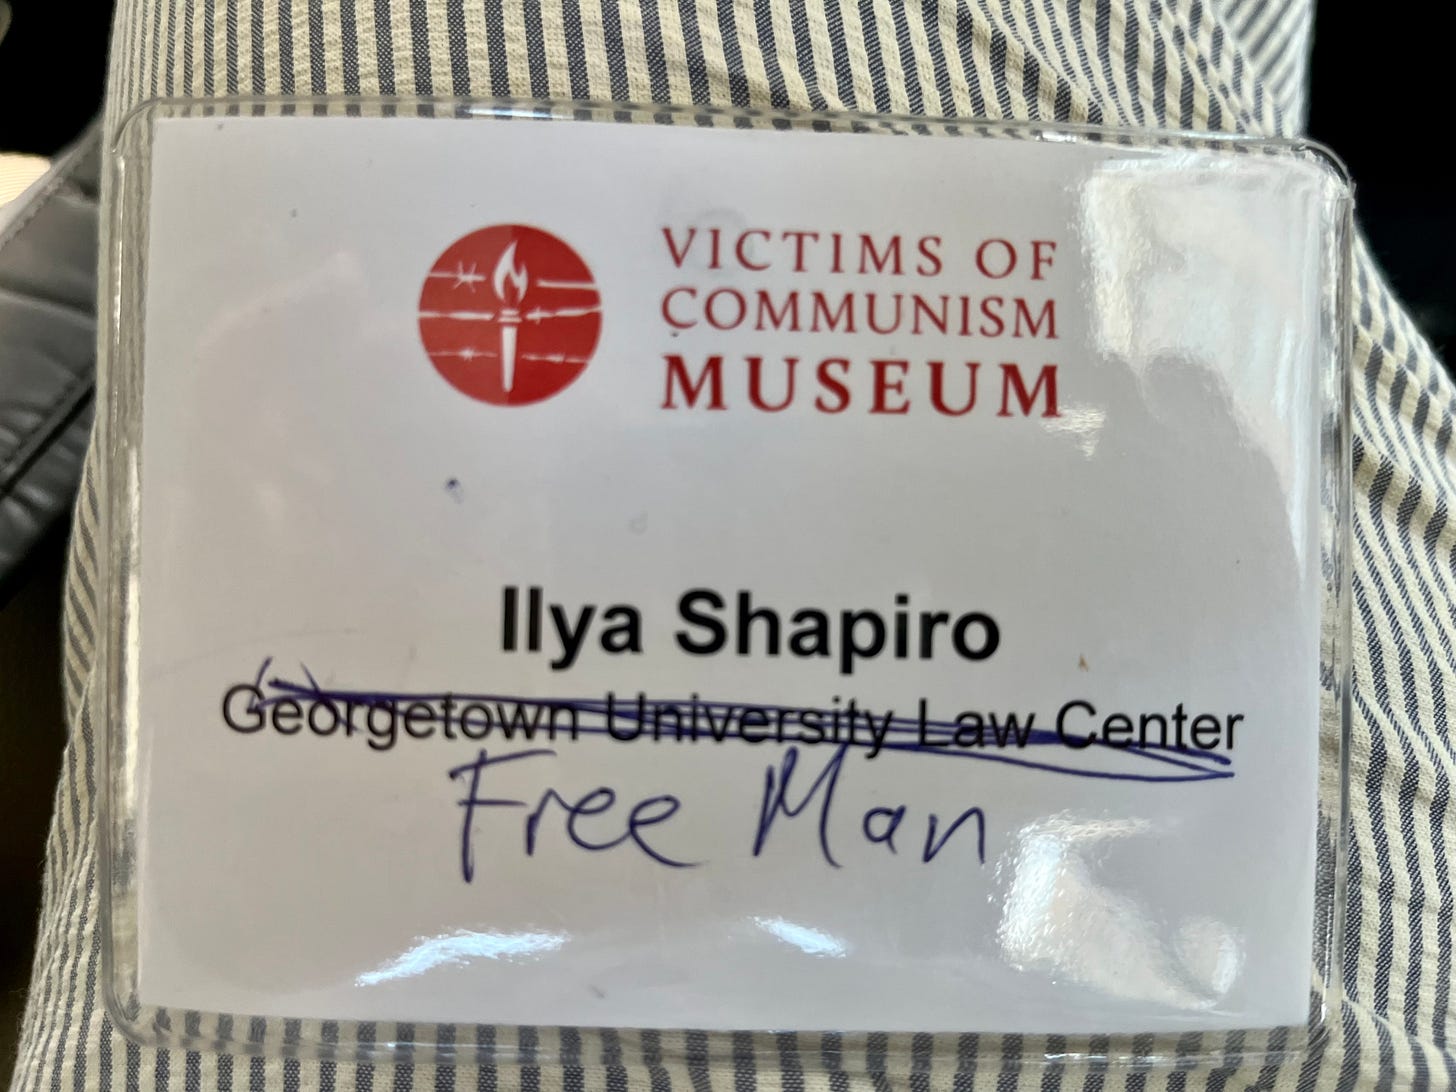 VICTIMS OF
COMMUNISM
MUSEUM
Ilya Shapiro
Georgetown University Law Center
Free Man